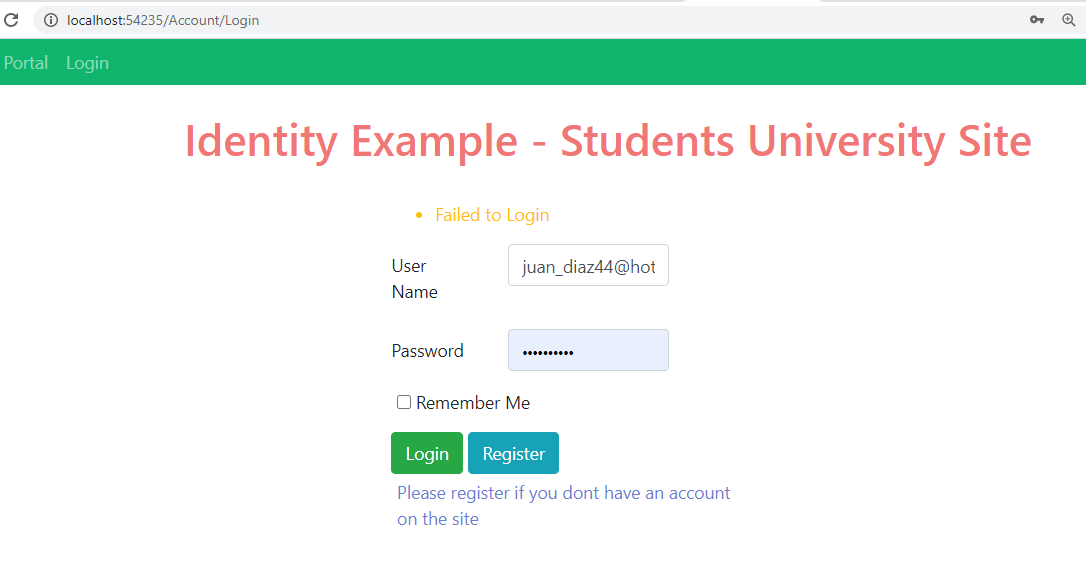 localhost:54235/Account/Login
Portal Login
Identity Example - Students University Site
Failed to Login
User
Name
juan_diaz44@hot
Password
••••••••••
Remember Me
Login Register
Please register if you dont have an account
on the site